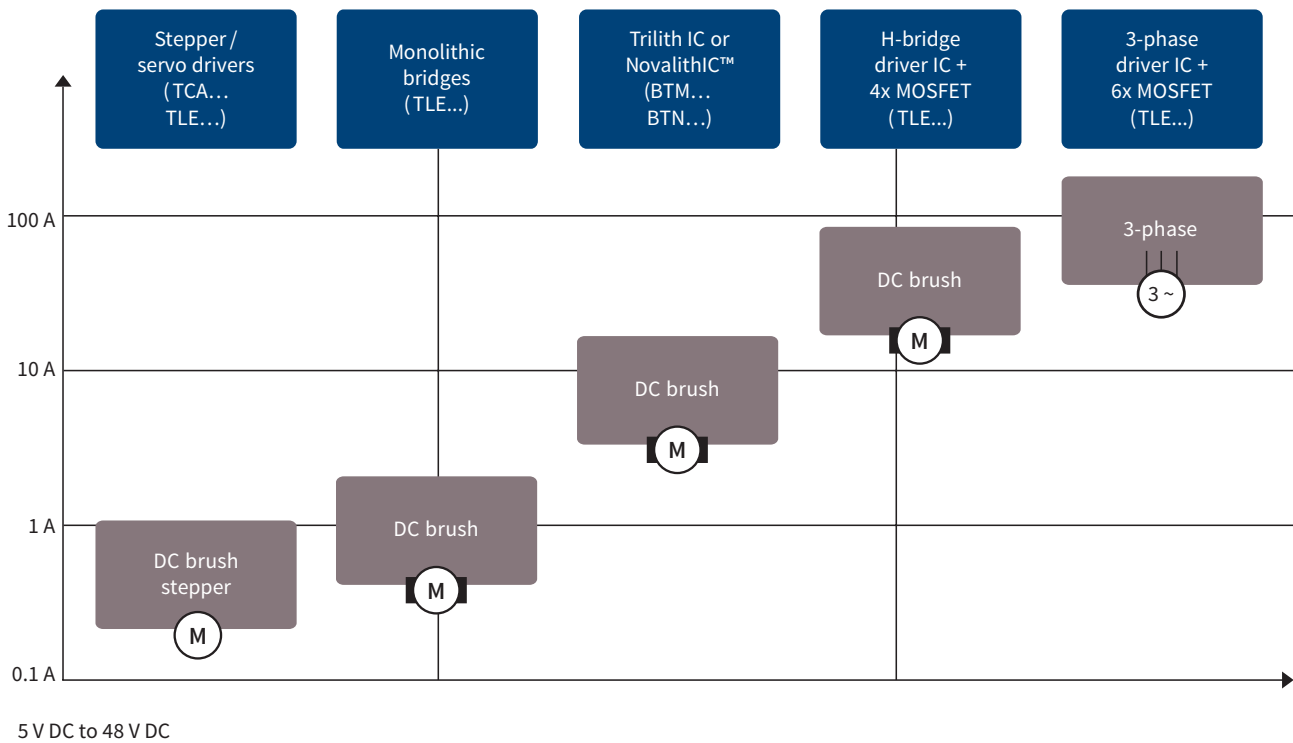 Stepper /
servo drivers
(TCA…
TLE…)
Monolithic
bridges
(TLE...)
Trilith IC or
NovalithIC™
(BTM…
BTN…)
H-bridge
driver IC +
4x MOSFET
(TLE...)
3-phase
driver IC +
6x MOSFET
(TLE...)
100 A
3-phase
3 ~
DC brush
M
10 A
DC brush
M
1 A
DC brush
M
DC brush
stepper
M
0.1 A
5 V DC to 48 V DC